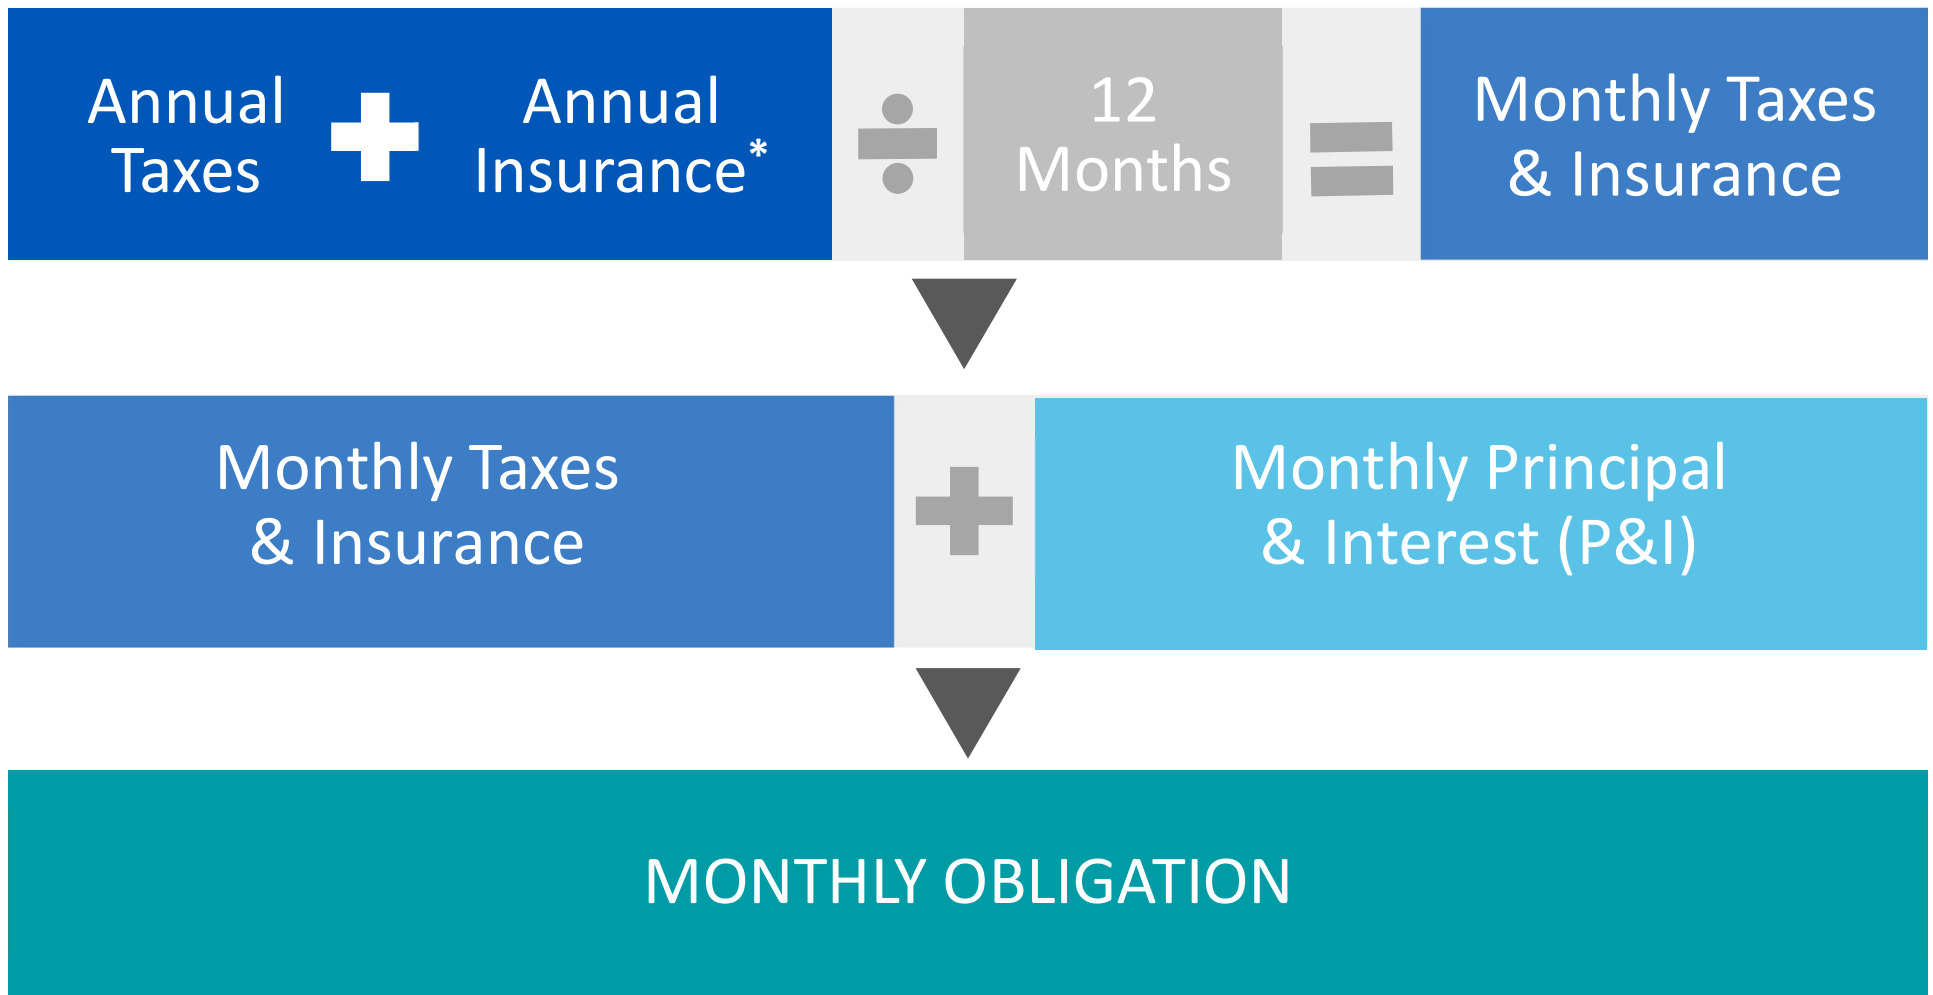 Annual
Taxes
Annual
Insurance*
12
Months
Monthly Taxes
& Insurance
Monthly Taxes
& Insurance
Monthly Principal
& Interest (P&I)
MONTHLY OBLIGATION